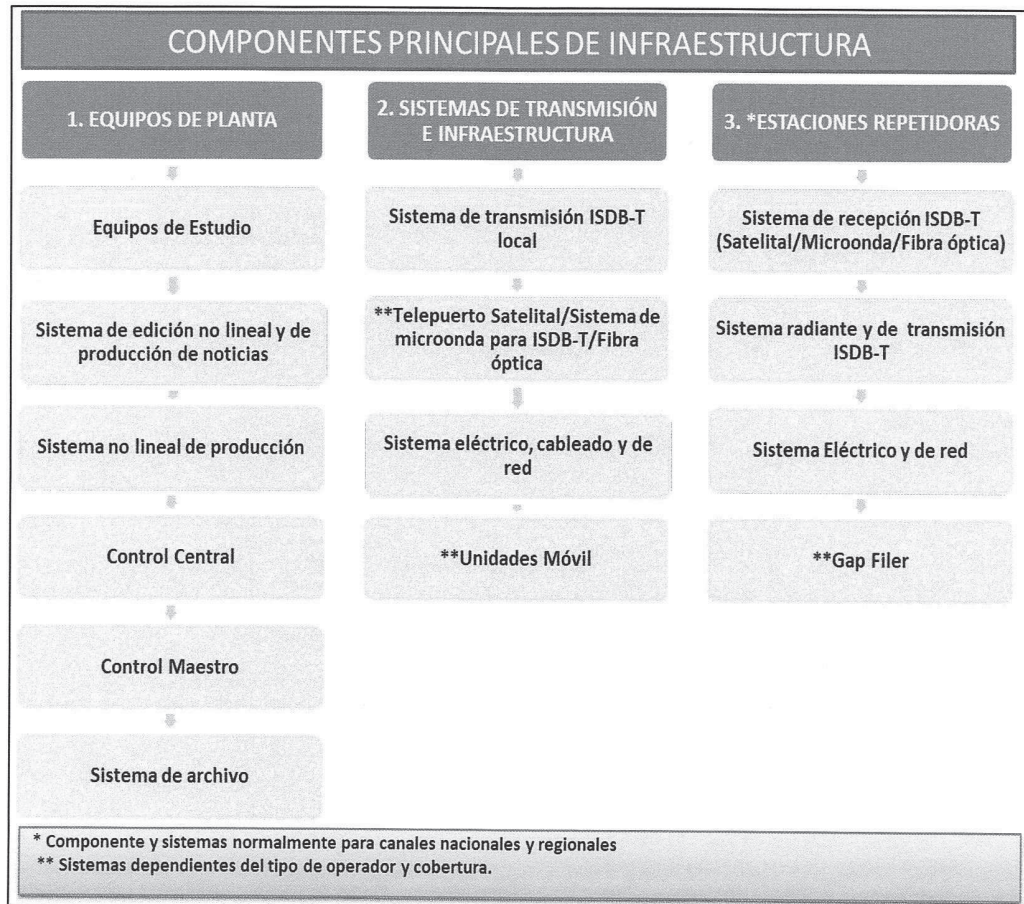 COMPONENTES PRINCIPALES DE INFRAESTRUCTURA
1. EQUIPOS DE PLANTA
Equipos de Estudio
Sistema de edición no lineal y de
producción de noticias
Sistema no lineal de producción
Control Central
Control Maestro
Sistema de archivo
2. SISTEMAS DE TRANSMISIÓN
E INFRAESTRUCTURA
Sistema de transmisión ISDB-T
local
**Telepuerto Satelital/Sistema de
microonda para ISDB-T/Fibra
óptica
Sistema eléctrico, cableado y de
red
**Unidades Móvil
3. *ESTACIONES REPETIDORAS
Sistema de recepción ISDB-T
(Satelital/Microonda/Fibra óptica)
Sistema radiante y de transmisión
ISDB-T
Sistema Eléctrico y de red
**Gap Filer
* Componente y sistemas normalmente para canales nacionales y regionales
** Sistemas dependientes del tipo de operador y cobertura.